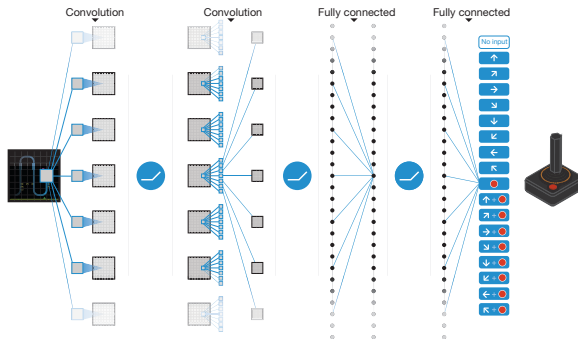 Convolution
Convolution
Fully connected
Fully connected
No input
+
+
+
+
+
+
+
+